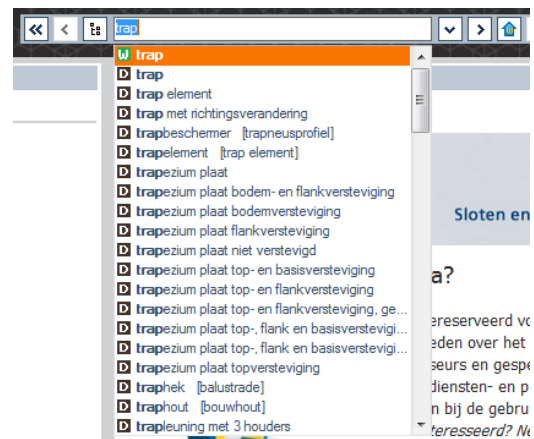 trap
W trap
D trap
D trap element
D trap met richtingsverandering
D trapbeschermer [trapneusprofiel]
D trapelement [trap element]
D trapezium plaat
D trapezium plaat bodem- en flankversteviging
D trapezium plaat bodemversteviging
D trapezium plaat flankversteviging
D trapezium plaat niet verstevigd
D trapezium plaat top- en basisversteviging
D trapezium plaat top- en flankversteviging
D trapezium plaat top- en flankversteviging, ge...
D trapezium plaat top-, flank en basisverstevigi...
D trapezium plaat top-, flank en basisverstevigi...
D trapezium plaat topversteviging
D traphek [balustrade]
D traphout [bouwhout]
D trapleuning met 3 houders
Sloten en
a?
ereserveerd vo
eden over het
seurs en gespe
diensten- en p
n bij de gebru
teresseerd? Ne